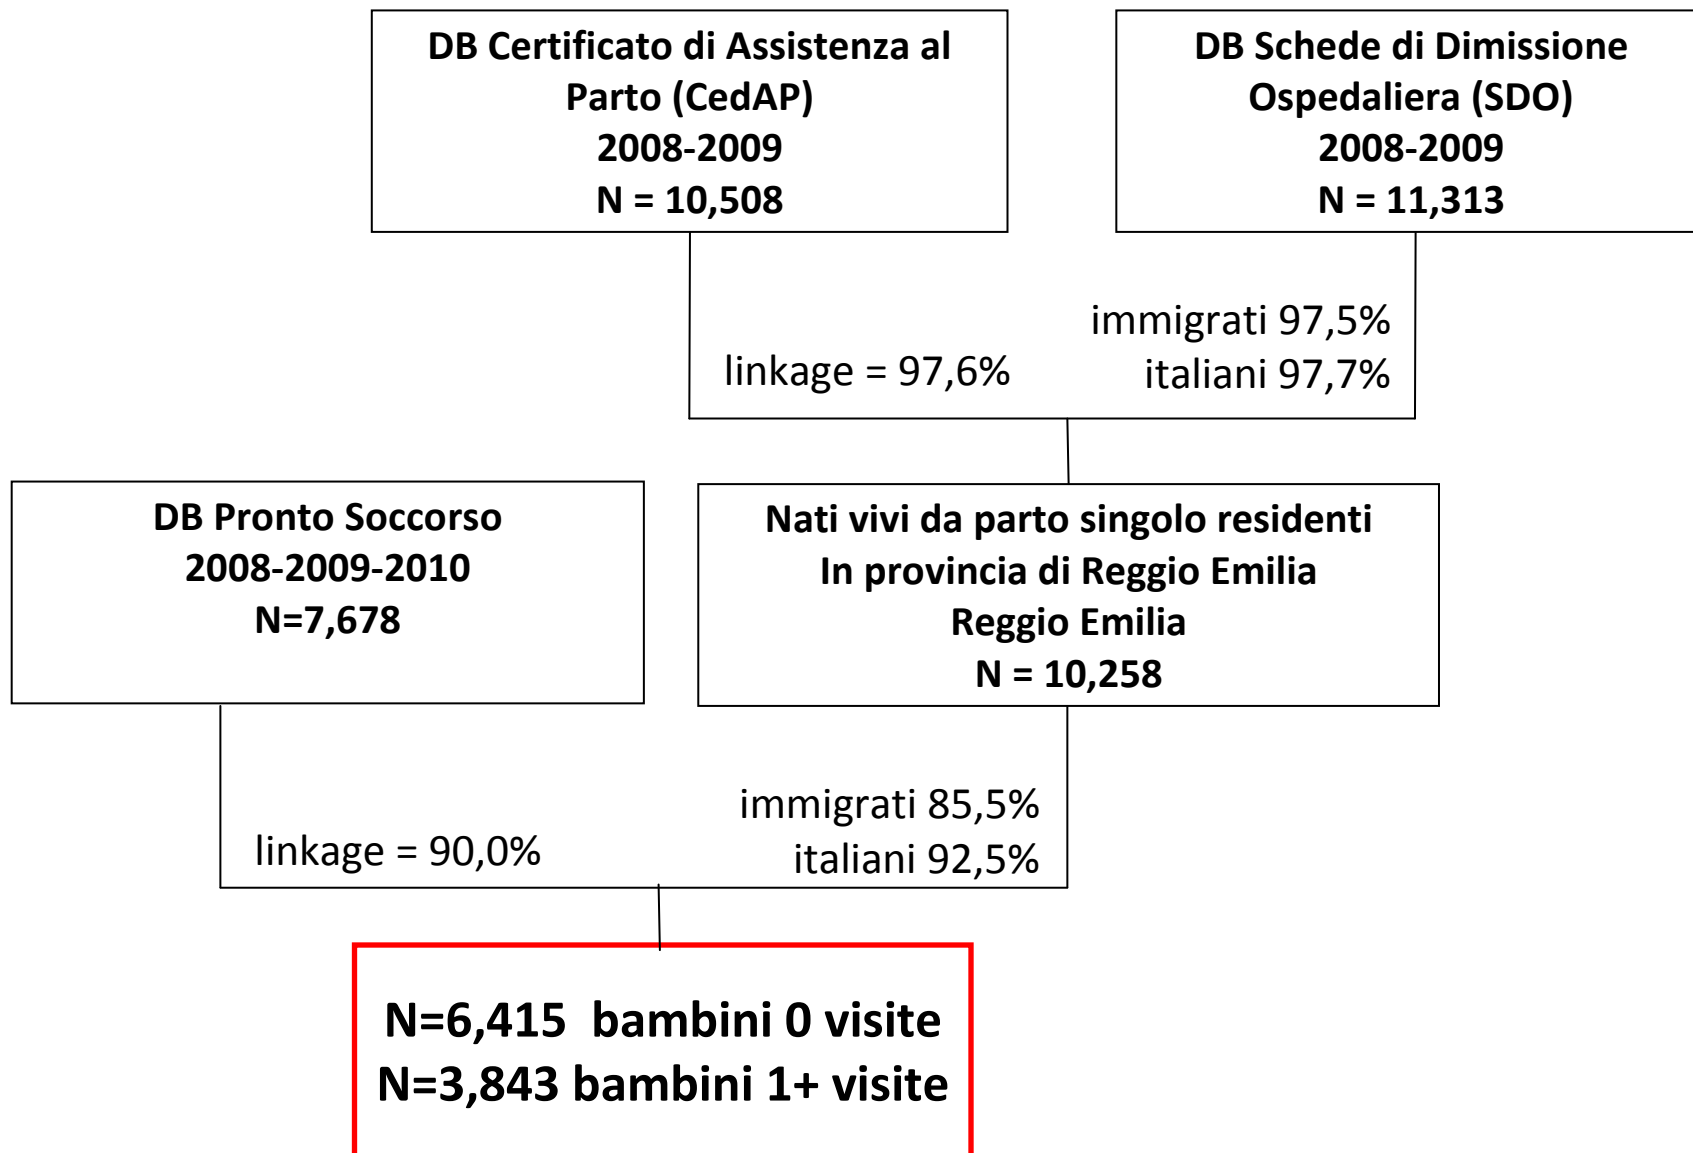 DB Certificato di Assistenza al
Parto (CedAP)
2008-2009
N = 10,508
DB Schede di Dimissione
Ospedaliera (SDO)
2008-2009
N = 11,313
linkage = 97,6%
immigrati 97,5%
italiani 97,7%
DB Pronto Soccorso
2008-2009-2010
N=7,678
Nati vivi da parto singolo residenti
In provincia di Reggio Emilia
Reggio Emilia
N = 10,258
linkage = 90,0%
immigrati 85,5%
italiani 92,5%
N=6,415 bambini 0 visite
N=3,843 bambini 1+ visite